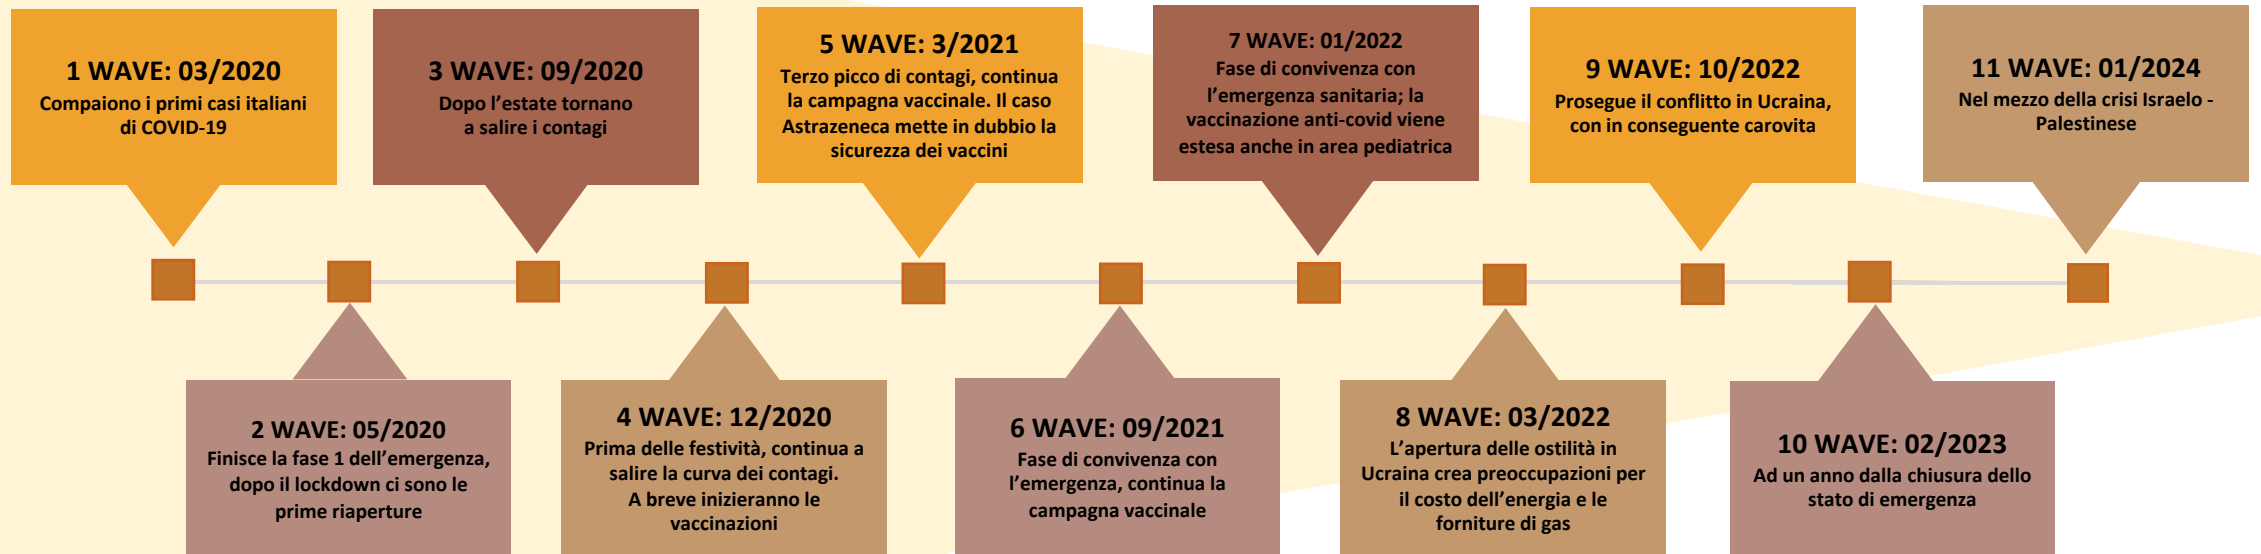 1 WAVE: 03/2020
Compaiono i primi casi italiani
di COVID-19
2 WAVE: 05/2020
Finisce la fase 1 dell’emergenza,
dopo il lockdown ci sono le
prime riaperture
3 WAVE: 09/2020
Dopo l’estate tornano
a salire i contagi
4 WAVE: 12/2020
Prima delle festività, continua a
salire la curva dei contagi.
A breve inizieranno le
vaccinazioni
5 WAVE: 3/2021
Terzo picco di contagi, continua
la campagna vaccinale. Il caso
Astrazeneca mette in dubbio la
sicurezza dei vaccini
6 WAVE: 09/2021
Fase di convivenza con
l’emergenza, continua la
campagna vaccinale
7 WAVE: 01/2022
Fase di convivenza con
l’emergenza sanitaria; la
vaccinazione anti-covid viene
estesa anche in area pediatrica
8 WAVE: 03/2022
L’apertura delle ostilità in
Ucraina crea preoccupazioni per
il costo dell’energia e le
forniture di gas
9 WAVE: 10/2022
Prosegue il conflitto in Ucraina,
con in conseguente carovita
10 WAVE: 02/2023
Ad un anno dalla chiusura dello
stato di emergenza
11 WAVE: 01/2024
Nel mezzo della crisi Israelo -
Palestinese